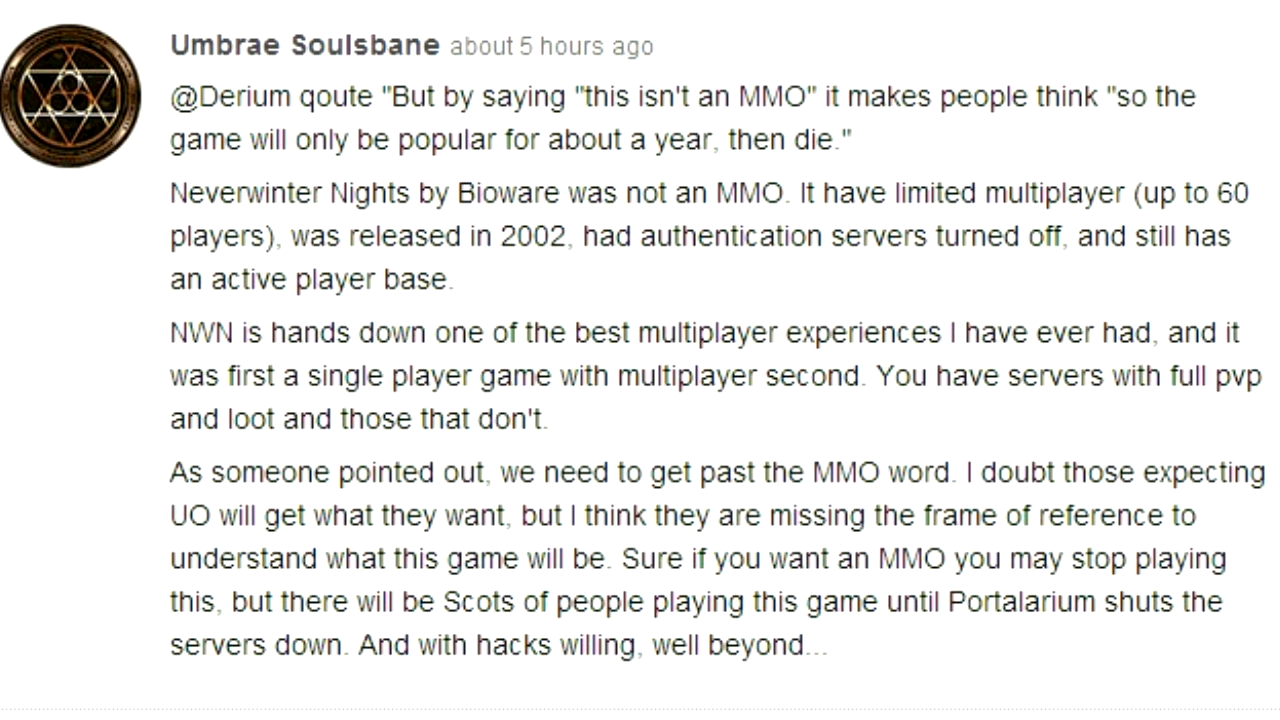 Umbrae Soulsbane about 5 hours ago
@Derium qoute "But by saying "this isn't an MMO" it makes people think "so the
game will only be popular for about a year, then die."
Neverwinter Nights by Bioware was not an MMO. It have limited multiplayer (up to 60
players), was released in 2002, had authentication servers turned off, and still has
an active player base.
NWN is hands down one of the best multiplayer experiences I have ever had, and it
was first a single player game with multiplayer second. You have servers with full pvp
and loot and those that don't.
As someone pointed out, we need to get past the MMO word. I doubt those expecting
UO will get what they want, but I think they are missing the frame of reference to
understand what this game will be. Sure if you want an MMO you may stop playing
this, but there will be Scots of people playing this game until Portalarium shuts the
servers down. And with hacks willing, well beyond...